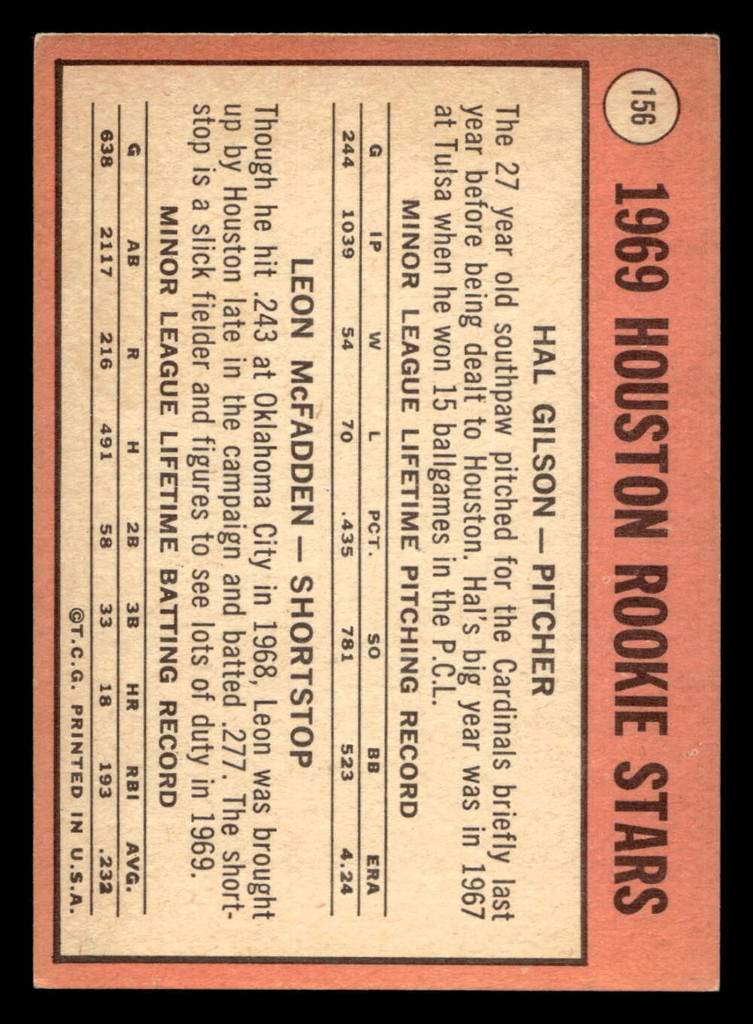 156
1969 HOUSTON ROOKIE STARS
HAL GILSON — PITCHER
The 27 year old southpaw pitched for the Cardinals briefly last
year before being dealt to Houston. Hal's big year was in 1967
at Tulsa when he won 15 ballgames in the P.C.L.
MINOR LEAGUE LIFETIME PITCHING RECORD
G IP W L PCT. SO BB ERA
244 1039 54 70 .435 781 523 4.24
LEON McFADDEN — SHORTSTOP
Though he hit .243 at Oklahoma City in 1968, Leon was brought
up by Houston late in the campaign and batted .277. The short-
stop is a slick fielder and figures to see lots of duty in 1969.
MINOR LEAGUE LIFETIME BATTING RECORD
G AB R H 2B 3B HR RBI AVG.
638 2117 216 491 58 33 18 193 .232
©T.C.G. PRINTED IN U.S.A.